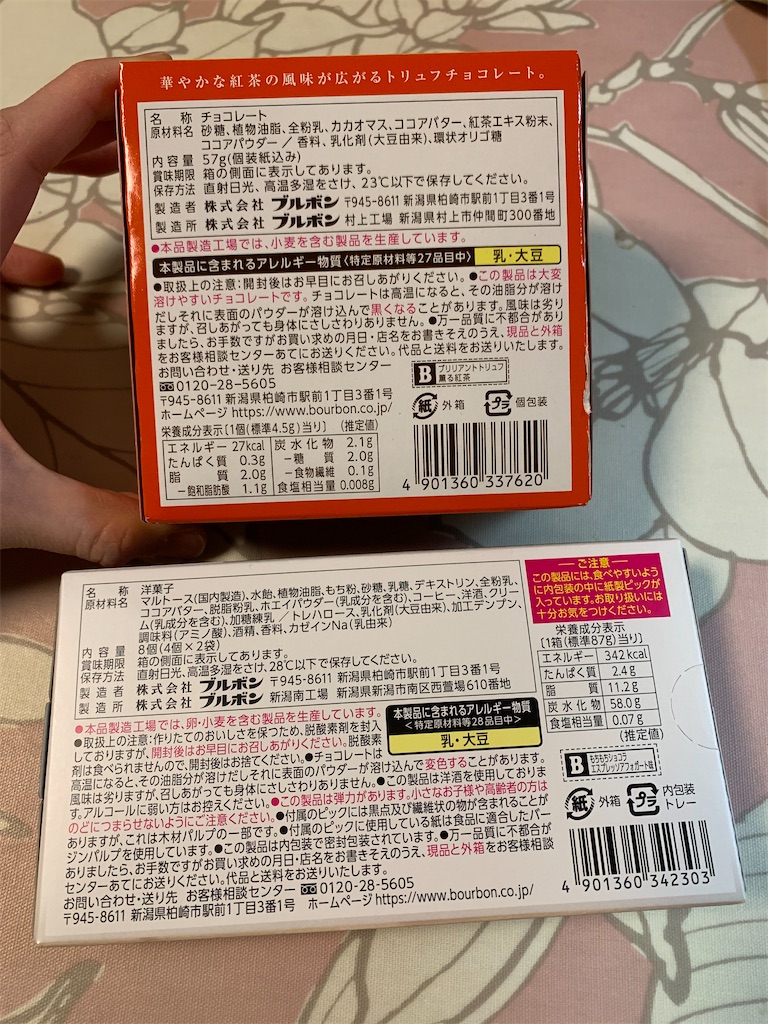 華やかな紅茶の風味が広がるトリュフチョコレート。
名称 チョコレート
原材料名 砂糖、植物油脂、全粉乳、カカオマス、ココアバター、紅茶エキス粉末、
ココアパウダー / 香料、乳化剤(大豆由来)、環状オリゴ糖
内容量 57g(個装紙込み)
賞味期限 箱の側面に表示してあります。
保存方法 直射日光、高温多湿をさけ、23℃以下で保存してください。
製造者 株式会社 ブルボン 〒945-8611 新潟県柏崎市駅前1丁目3番1号
製造所 株式会社 ブルボン 村上工場 新潟県村上市仲間町300番地
●本品製造工場では、小麦を含む製品を生産しています。
本製品に含まれるアレルギー物質〈特定原材料等27品目中〉 乳・大豆
●取扱上の注意:開封後はお早目にお召しあがりください。●この製品は大変
溶けやすいチョコレートです。チョコレートは高温になると、その油脂分が溶け
だしそれに表面のパウダーが溶け込んで黒くなることがあります。風味は劣り
ますが、召しあがっても身体にさしさわりありません。●万一品質に不都合があり
ましたら、お手数ですがお買い求めの月日・店名をお書きそえのうえ、現品と外箱
をお客様相談センターあてにお送りください。代品と送料をお送りいたします。
お問い合わせ・送り先 お客様相談センター
0120-28-5605
〒945-8611 新潟県柏崎市駅前1丁目3番1号
ホームページ https://www.bourbon.co.jp/
B ブリリアントトリュフ
薫る紅茶
紙 外箱 プラ 個包装
栄養成分表示[1個(標準4.5g)当り] (推定値)
エネルギー 27kcal 炭水化物 2.1g
たんぱく質 0.3g −糖質 2.0g
脂質 2.0g −食物繊維 0.1g
−飽和脂肪酸 1.1g 食塩相当量 0.008g
4 901360 337620
名称 洋菓子
原材料名 マルトース(国内製造)、水飴、植物油脂、もち粉、砂糖、乳糖、デキストリン、全粉乳、
ココアバター、脱脂粉乳、ホエイパウダー(乳成分を含む)、コーヒー、洋酒、クリー
ム(乳成分を含む)、加糖練乳 / トレハロース、乳化剤(大豆由来)、加工デンプン、
調味料(アミノ酸)、酒精、香料、カゼインNa(乳由来)
内容量 8個(4個×2袋)
賞味期限 箱の側面に表示してあります。
保存方法 直射日光、高温多湿をさけ、28℃以下で保存してください。
製造者 株式会社 ブルボン 〒945-8611 新潟県柏崎市駅前1丁目3番1号
製造所 株式会社 ブルボン 新潟南工場 新潟県新潟市南区西萱場610番地
●本品製造工場では、卵・小麦を含む製品を生産しています。
本製品に含まれるアレルギー物質
〈特定原材料等28品目中〉
乳・大豆
●取扱上の注意:作りたてのおいしさを保つため、脱酸素剤を封入
しておりますが、開封後はお早目にお召しあがりください。脱酸素
剤は食べられませんので、開封後はお捨てください。●チョコレートは
高温になると、その油脂分が溶けだしそれに表面のパウダーが溶け込んで変色することがあります。
風味は劣りますが、召しあがっても身体にさしさわりありません。●この製品は洋酒を使用しておりま
す。アルコールに弱い方はお控えください。●この製品は弾力があります。小さなお子様や高齢者の方は
のどにつまらせないようにご注意ください。●付属のピックには黒点及び繊維状の物が含まれることが
ありますが、これは木材パルプの一部です。●付属のピックに使用している紙は食品に適合したバー
ジンパルプを使用しています。●この製品は内包装で密封包装されています。●万一品質に不都合が
ありましたら、お手数ですがお買い求めの月日・店名をお書きそえのうえ、現品と外箱をお客様相談
センターあてにお送りください。代品と送料をお送りいたします。
お問い合わせ・送り先 お客様相談センター 0120-28-5605
〒945-8611 新潟県柏崎市駅前1丁目3番1号 ホームページ https://www.bourbon.co.jp/
ご注意
この製品には、食べやすいよう
に内包装の中に紙製ピックが
入っています。お取り扱いには
十分お気をつけください。
栄養成分表示
[1箱(標準87g)当り]
エネルギー 342kcal
たんぱく質 2.4g
脂質 11.2g
炭水化物 58.0g
食塩相当量 0.07g
(推定値)
B もちもちショコラ
エスプレッソアフォガート味
紙 外箱 プラ 内包装
トレー
4 901360 342303